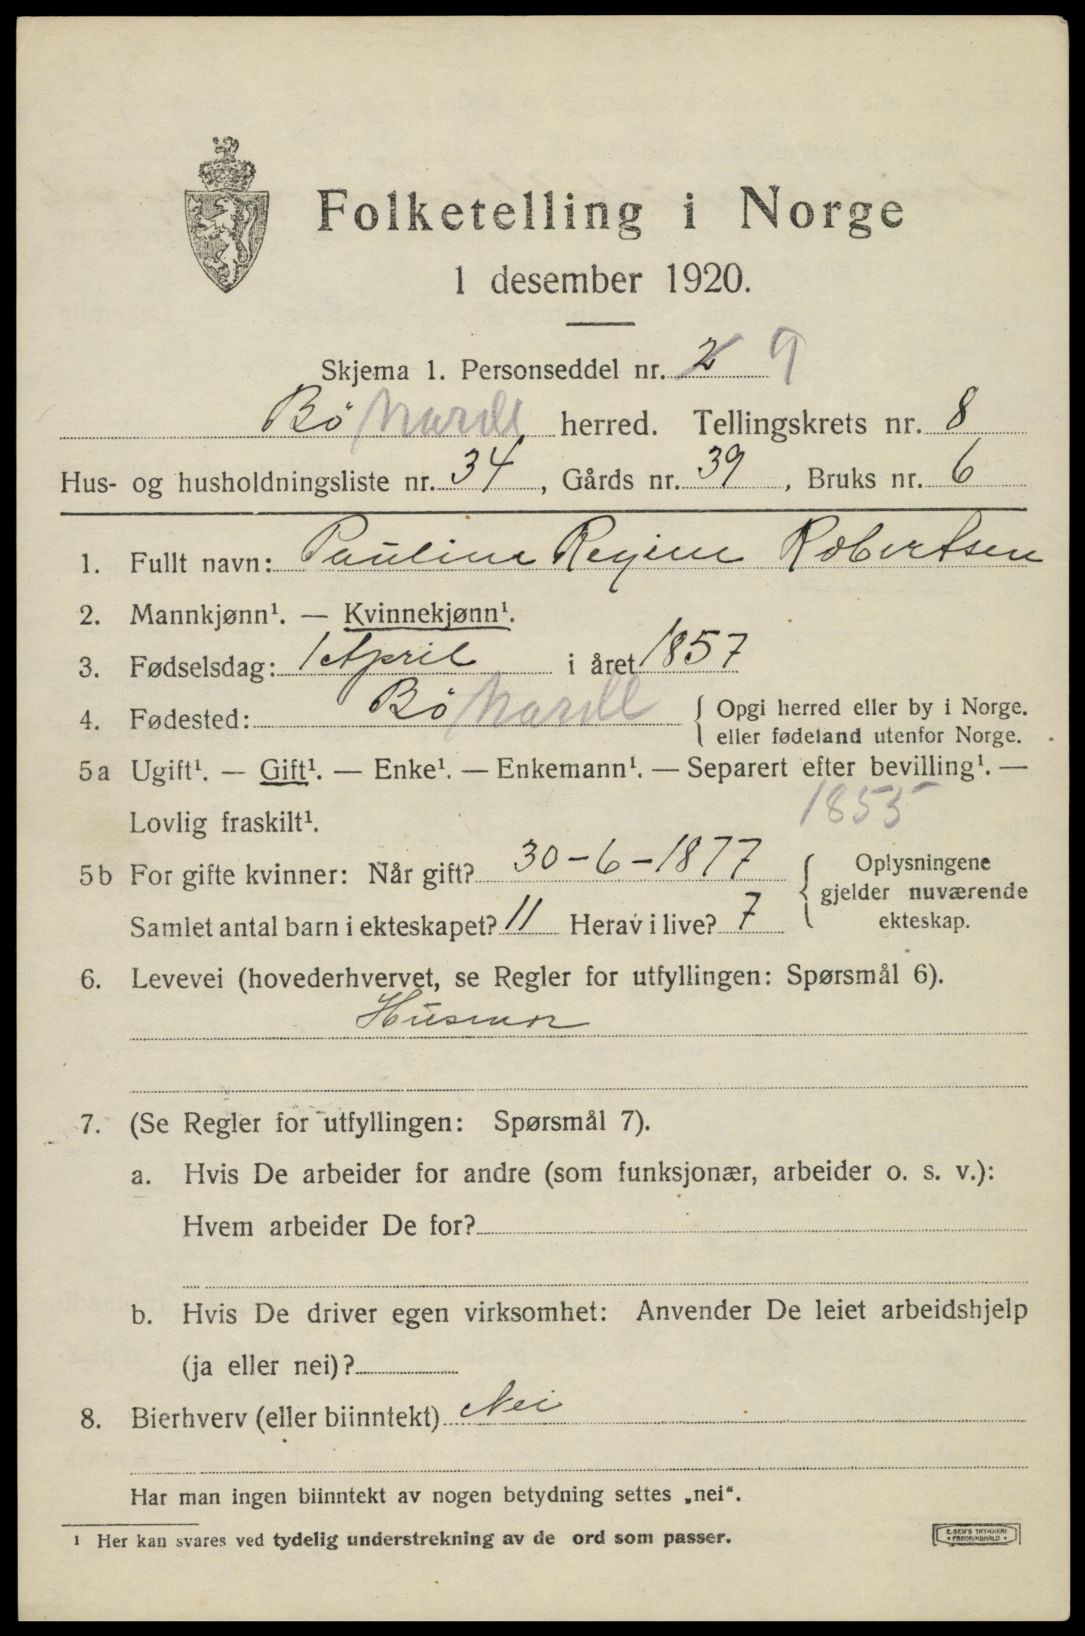 Folketelling i Norge
1 desember 1920.
Skjema 1. Personseddel nr. 2 9
Bö Nordl herred. Tellingskrets nr. 8
Hus- og husholdningsliste nr. 34, Gårds nr. 39, Bruks nr. 6
1. Fullt navn: Pauline Regine Robertsen
2. Mannkjønn¹. — Kvinnekjønn¹.
3. Fødselsdag: 1 April i året 1857
4. Fødested: Bö Nordl { Opgi herred eller by i Norge.
eller fødeland utenfor Norge.
5a Ugift¹. — Gift¹. — Enke¹. — Enkemann¹. — Separert efter bevilling¹. —
Lovlig fraskilt¹. 1855
5b For gifte kvinner: Når gift? 30-6-1877 { Oplysningene
gjelder nuværende
Samlet antal barn i ekteskapet? 11 Herav i live? 7 ekteskap.
6. Levevei (hovederhvervet, se Regler for utfyllingen: Spørsmål 6).
Husmor
7. (Se Regler for utfyllingen: Spørsmål 7).
a. Hvis De arbeider for andre (som funksjonær, arbeider o. s. v.):
Hvem arbeider De for?
b. Hvis De driver egen virksomhet: Anvender De leiet arbeidshjelp
(ja eller nei)?
8. Bierhverv (eller biinntekt) Nei
Har man ingen biinntekt av nogen betydning settes „nei“.
¹ Her kan svares ved tydelig understrekning av de ord som passer.
E. SEM'S TRYKKERI
• FREDRIKSHALD •